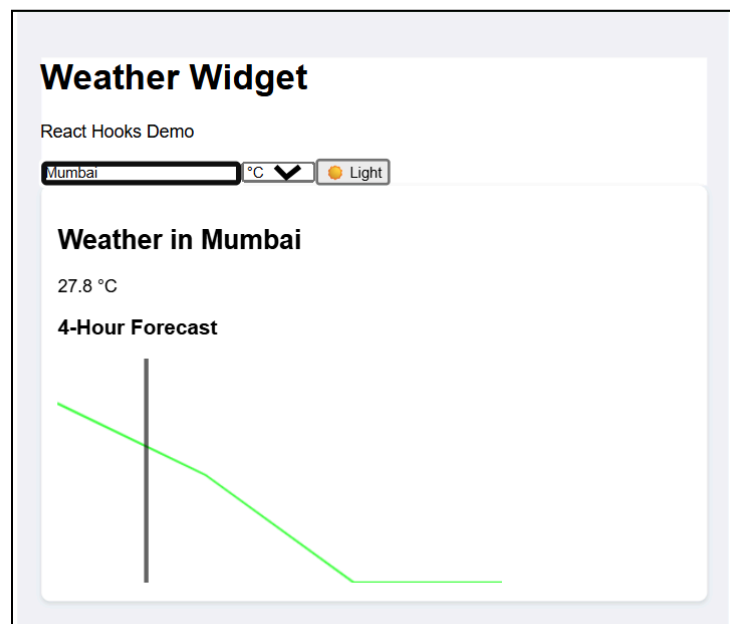 Weather Widget
React Hooks Demo
Mumbai °C 🌞 Light
Weather in Mumbai
27.8 °C
4-Hour Forecast